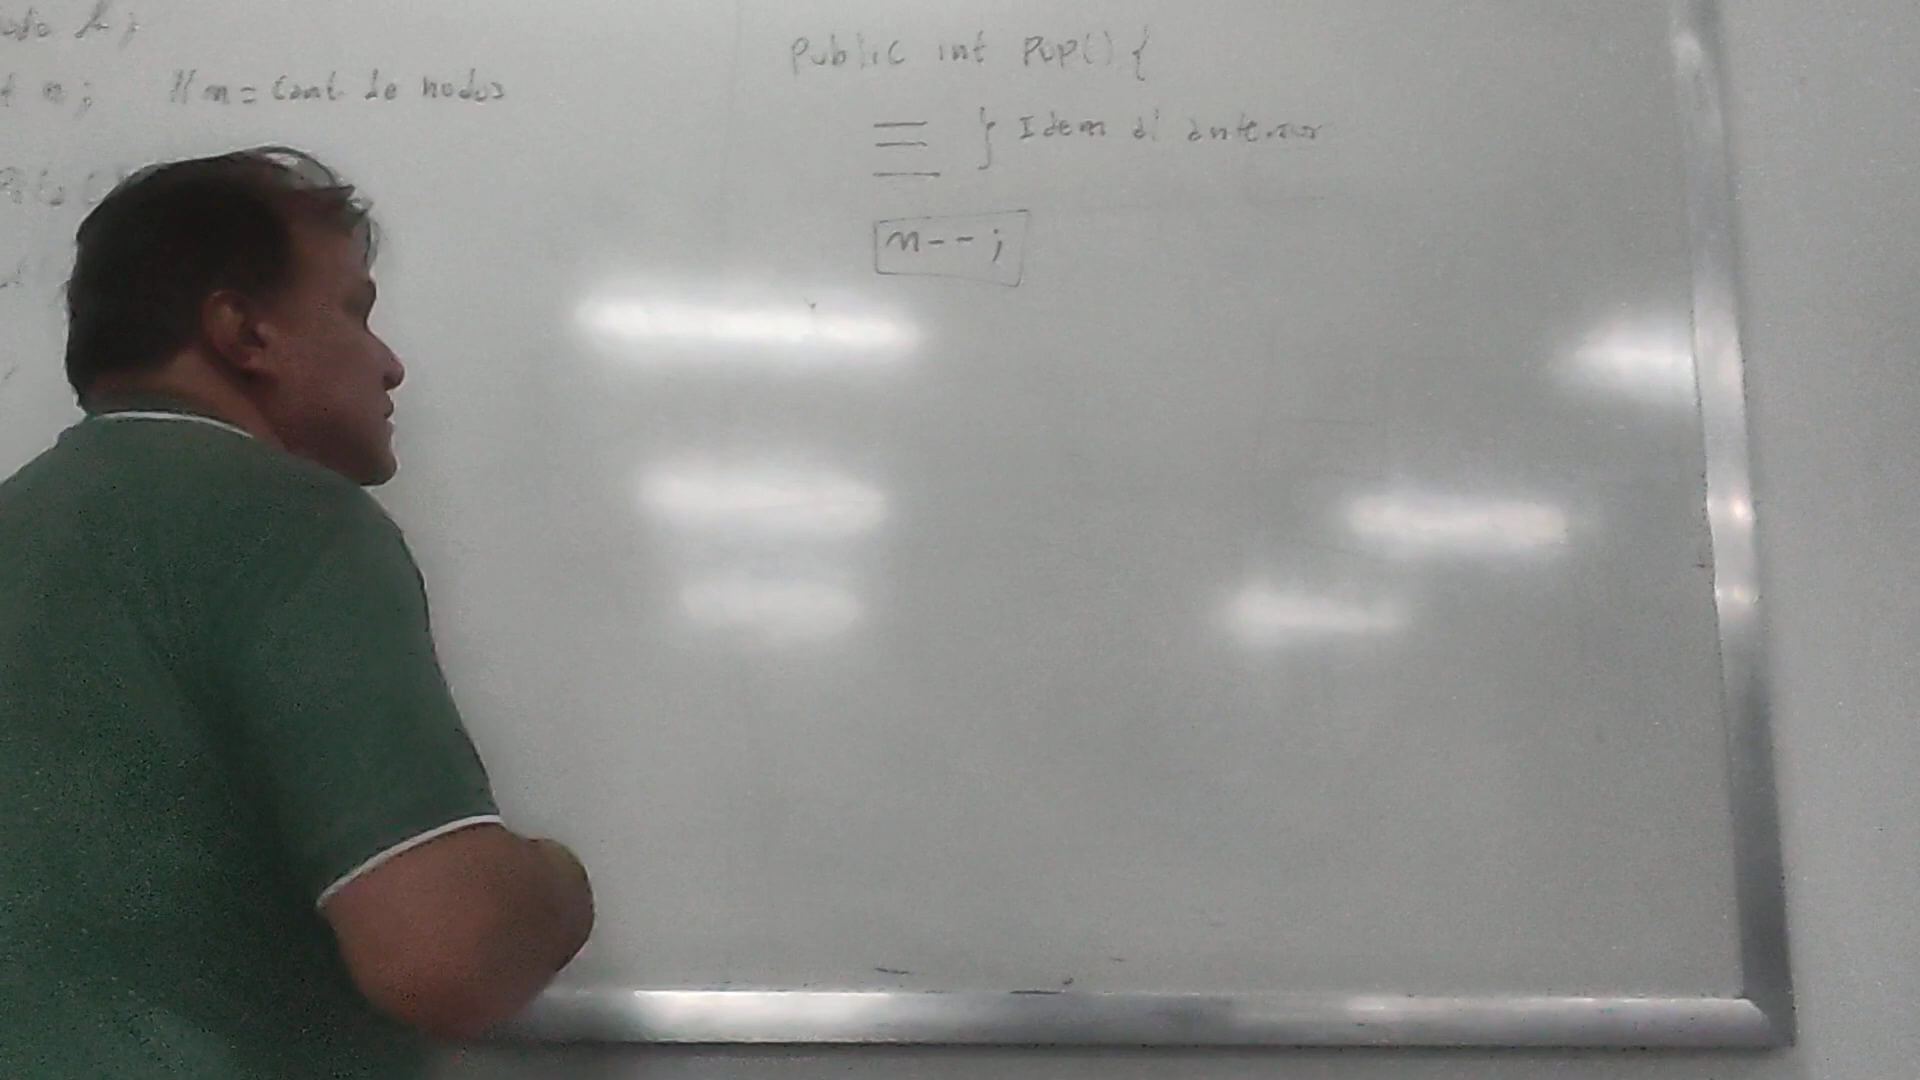 L;
n; // n = Cant de nodos
public int pop() {
} Idem al anterior
n--;